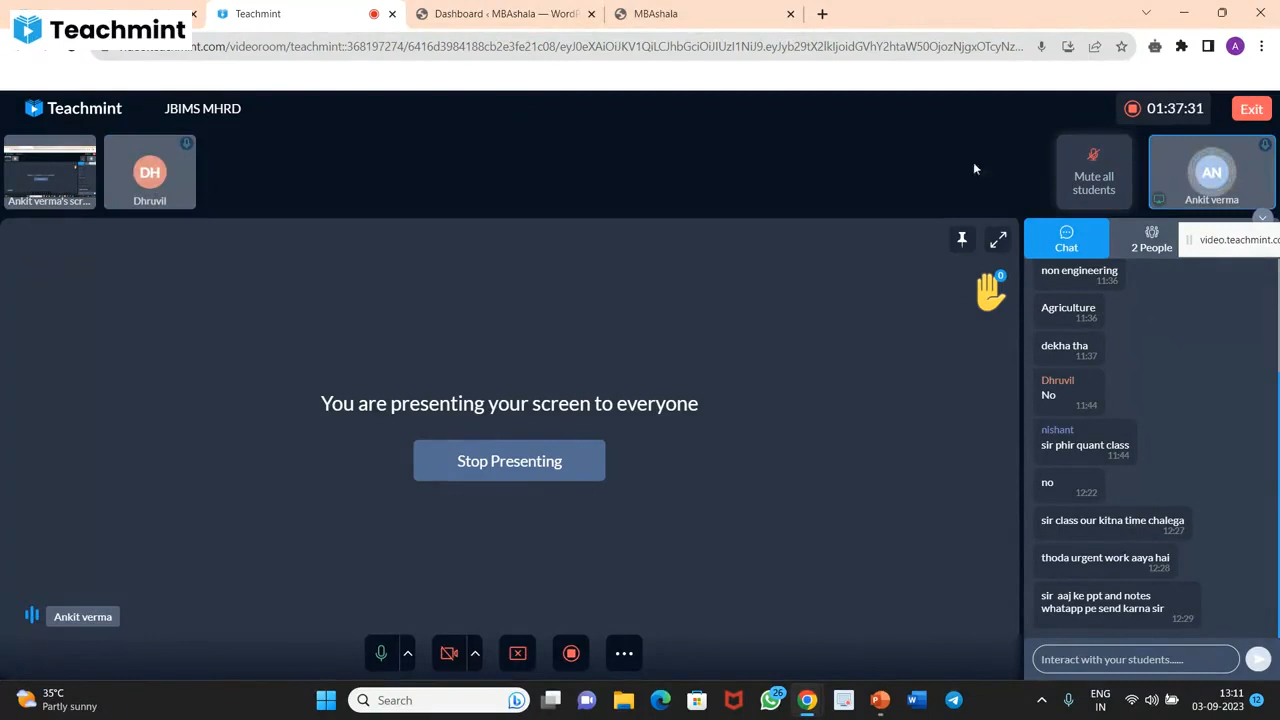 Teachmint
Teachmint
Dashboard ‹ MBAshala — WordP
MBAshala
A
Teachmint
JBIMS MHRD
01:37:31
Exit
Ankit verma's scr...
DH
Dhruvil
Mute all
students
AN
Ankit verma
Chat
2 People
video.teachmint.co
0
non engineering
11:36
Agriculture
11:36
dekha tha
11:37
Dhruvil
No
11:44
nishant
sir phir quant class
11:44
no
12:22
sir class our kitna time chalega
12:27
thoda urgent work aaya hai
12:28
sir aaj ke ppt and notes
whatapp pe send karna sir
12:29
You are presenting your screen to everyone
Stop Presenting
Ankit verma
Interact with your students......
35°C
Partly sunny
Search
26
ENG
IN
13:11
03-09-2023
12